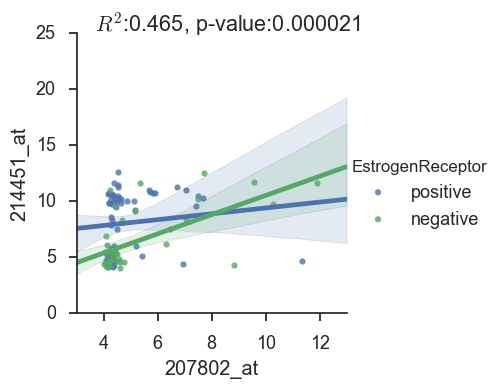 R²:0.465, p-value:0.000021
25
20
15
10
5
0
214451_at
4 6 8 10 12
207802_at
EstrogenReceptor
positive
negative